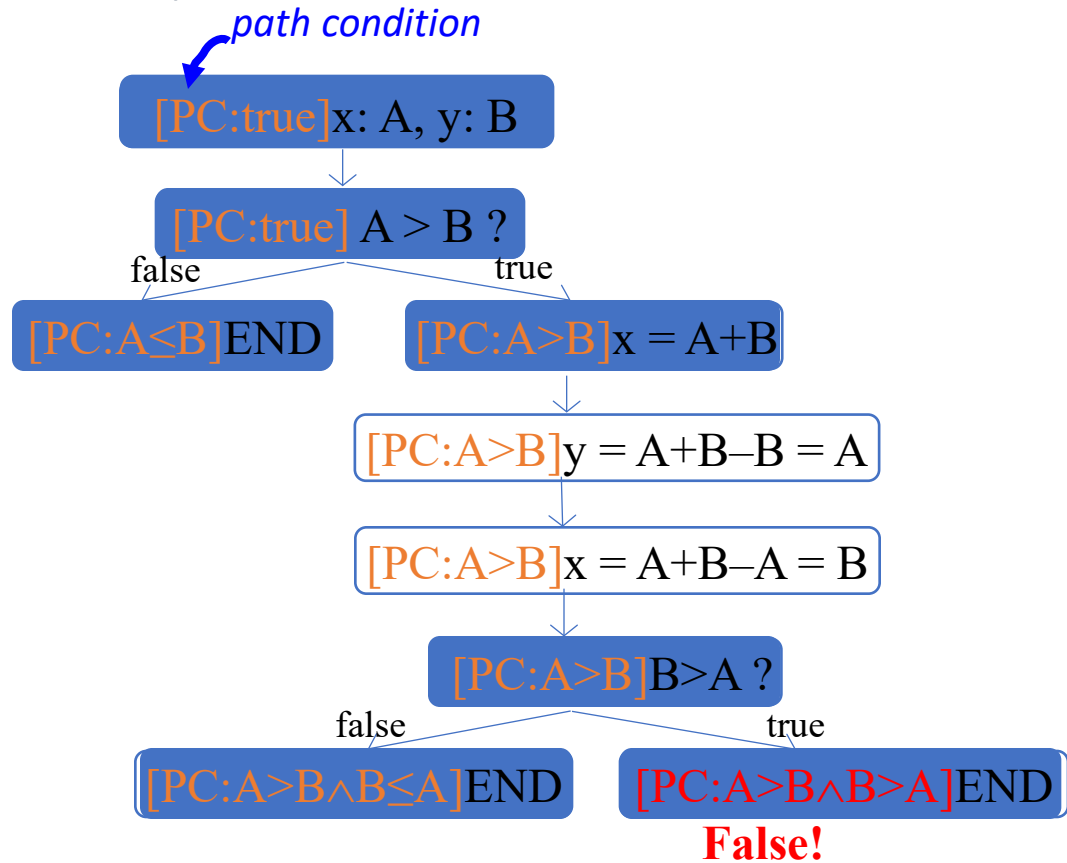 path condition
[PC:true]x: A, y: B
[PC:true] A > B ?
false
true
[PC:A≤B]END
[PC:A>B]x = A+B
[PC:A>B]y = A+B–B = A
[PC:A>B]x = A+B–A = B
[PC:A>B]B>A ?
false
true
[PC:A>B∧B≤A]END
[PC:A>B∧B>A]END
False!